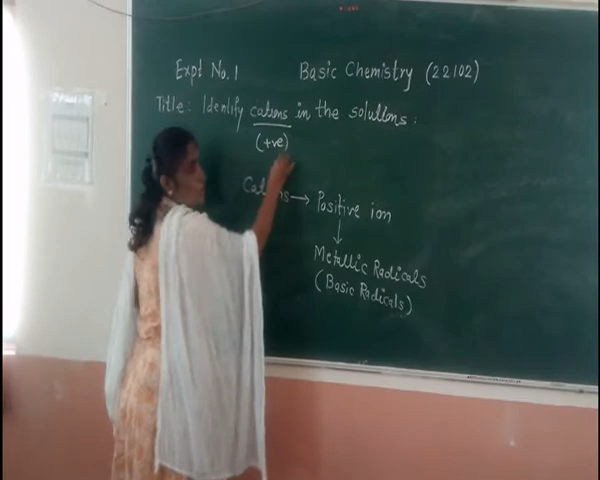 Expt No. 1 Basic Chemistry (22102)
Title: Identify cations in the solutions:
(+ve)
→ Positive ion
↓
Metallic Radicals
(Basic Radicals)